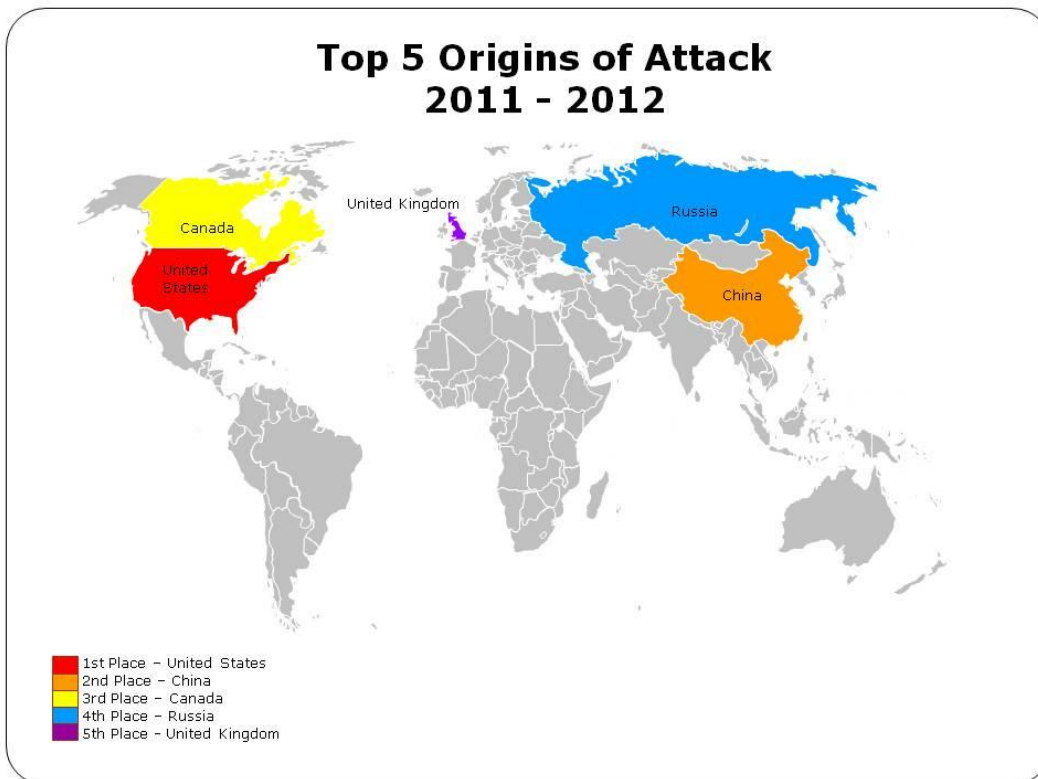 Top 5 Origins of Attack
2011 - 2012
United Kingdom
Russia
Canada
United
States
China
1st Place – United States
2nd Place – China
3rd Place – Canada
4th Place – Russia
5th Place – United Kingdom